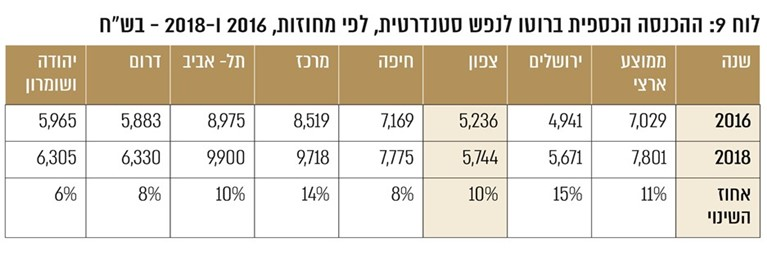 לוח 9: ההכנסה הכספית ברוטו לנפש סטנדרטית, לפי מחוזות, 2016 ו-2018 - בש"ח
שנה ממוצע ארצי ירושלים צפון חיפה מרכז תל- אביב דרום יהודה ושומרון
2016 7,029 4,941 5,236 7,169 8,519 8,975 5,883 5,965
2018 7,801 5,671 5,744 7,775 9,718 9,900 6,330 6,305
אחוז השינוי 11% 15% 10% 8% 14% 10% 8% 6%